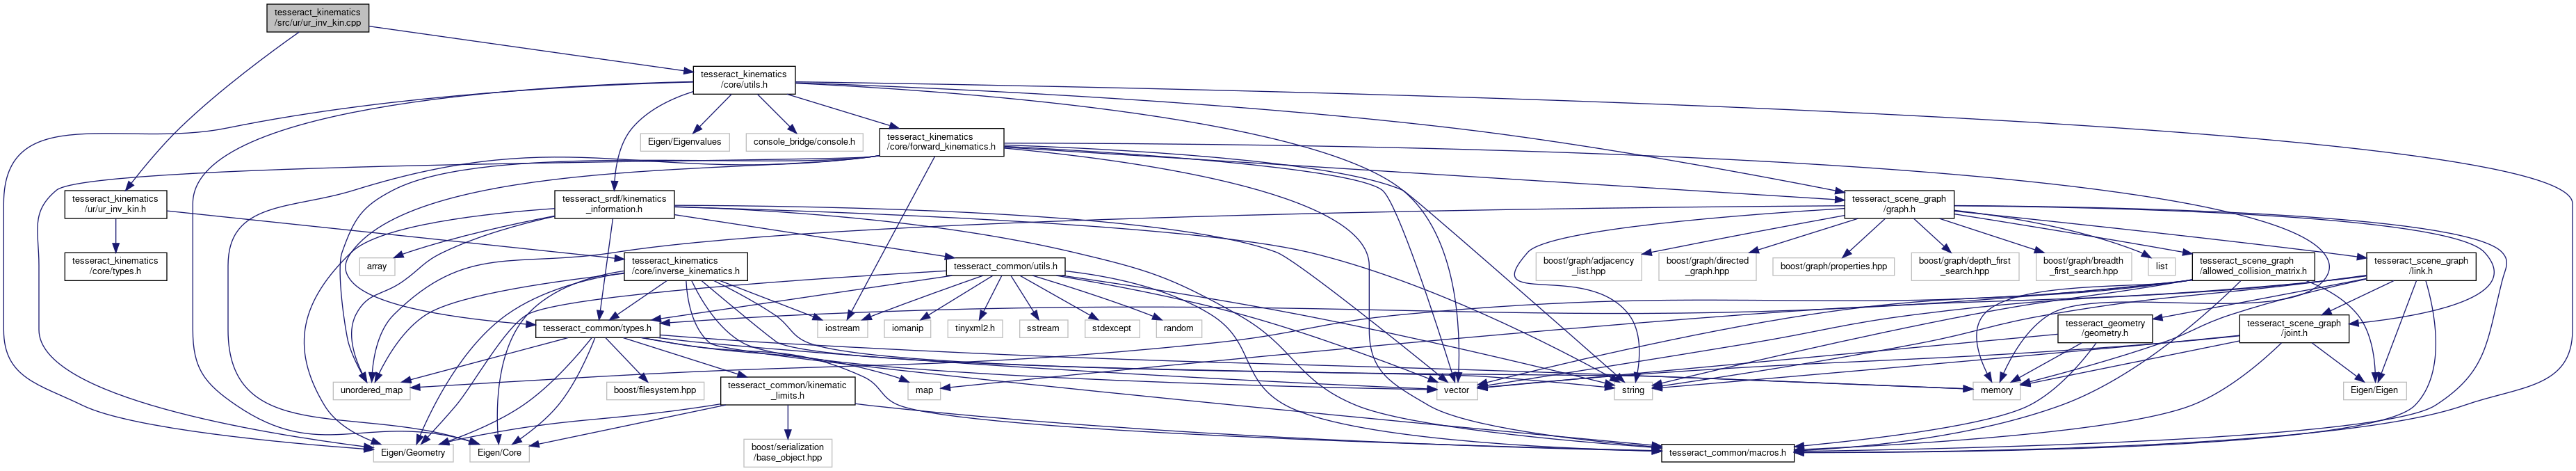 tesseract_kinematics
/src/ur/ur_inv_kin.cpp
tesseract_kinematics
/core/utils.h
Eigen/Eigenvalues
console_bridge/console.h
tesseract_kinematics
/core/forward_kinematics.h
tesseract_kinematics
/ur/ur_inv_kin.h
tesseract_srdf/kinematics
_information.h
tesseract_scene_graph
/graph.h
tesseract_kinematics
/core/types.h
array
tesseract_kinematics
/core/inverse_kinematics.h
tesseract_common/utils.h
boost/graph/adjacency
_list.hpp
boost/graph/directed
_graph.hpp
boost/graph/properties.hpp
boost/graph/depth_first
_search.hpp
boost/graph/breadth
_first_search.hpp
list
tesseract_scene_graph
/allowed_collision_matrix.h
tesseract_scene_graph
/link.h
tesseract_common/types.h
iostream
iomanip
tinyxml2.h
sstream
stdexcept
random
tesseract_geometry
/geometry.h
tesseract_scene_graph
/joint.h
unordered_map
boost/filesystem.hpp
tesseract_common/kinematic
_limits.h
map
vector
string
memory
Eigen/Eigen
Eigen/Geometry
Eigen/Core
boost/serialization
/base_object.hpp
tesseract_common/macros.h